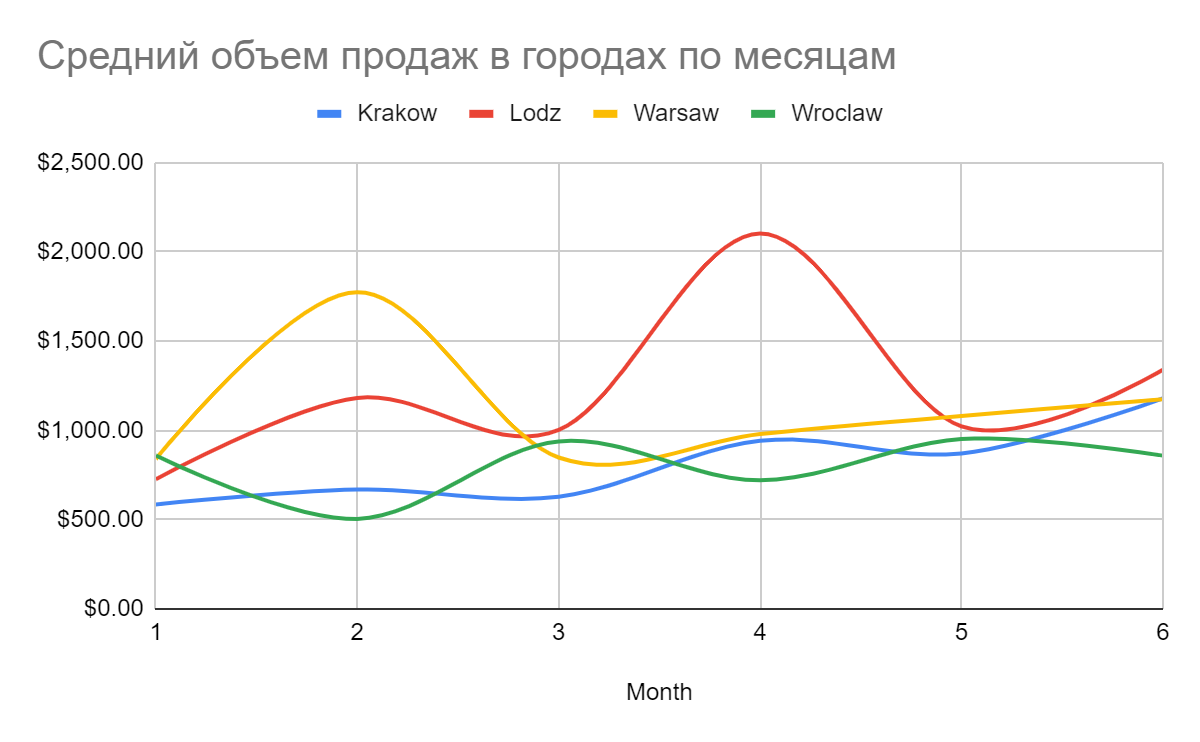 Средний объем продаж в городах по месяцам
Krakow Lodz Warsaw Wroclaw
$2,500.00
$2,000.00
$1,500.00
$1,000.00
$500.00
$0.00
1 2 3 4 5 6
Month